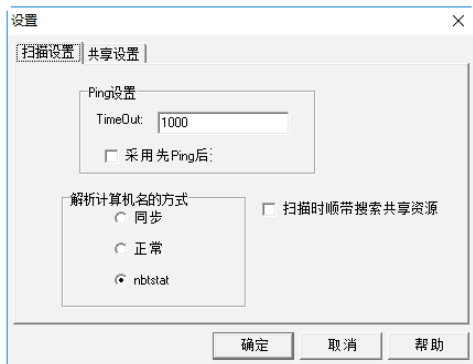 设置
扫描设置 共享设置
Ping设置
TimeOut: 1000
采用先Ping后
解析计算机名的方式
同步
扫描时顺带搜索共享资源
正常
nbtstat
确定 取消 帮助